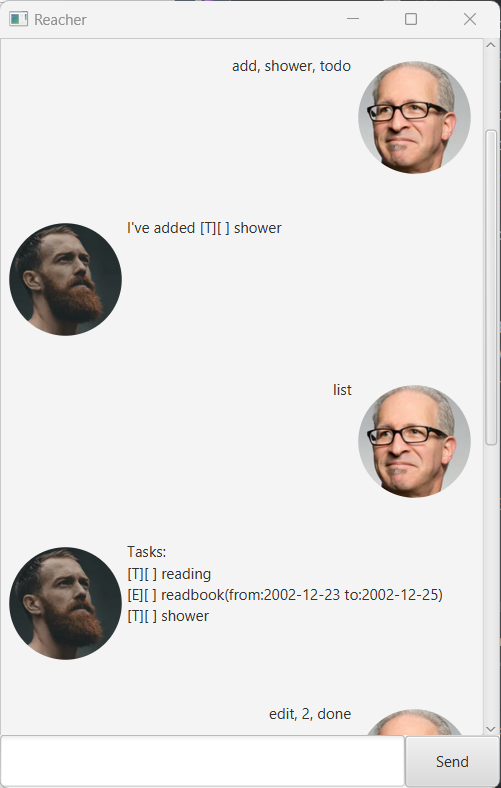 Reacher
add, shower, todo
I've added [T][ ] shower
list
Tasks:
[T][ ] reading
[E][ ] readbook(from:2002-12-23 to:2002-12-25)
[T][ ] shower
edit, 2, done
Send